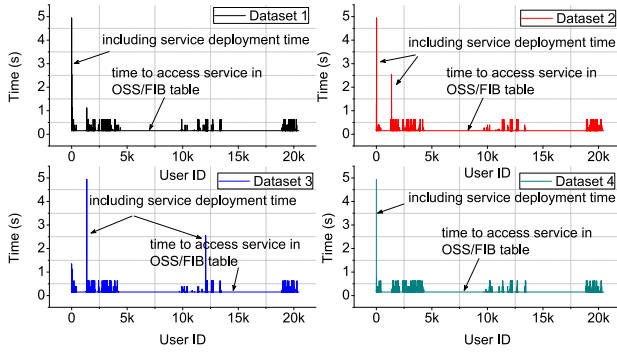 Dataset 1
including service deployment time
time to access service in
OSS/FIB table
Time (s)
5
4
3
2
1
0
0 5k 10k 15k 20k
User ID
Dataset 2
including service deployment time
time to access service in
OSS/FIB table
Time (s)
5
4
3
2
1
0
0 5k 10k 15k 20k
User ID
Dataset 3
including service deployment time
time to access service in
OSS/FIB table
Time (s)
5
4
3
2
1
0
0 5k 10k 15k 20k
User ID
Dataset 4
including service deployment time
time to access service in
OSS/FIB table
Time (s)
5
4
3
2
1
0
0 5k 10k 15k 20k
User ID